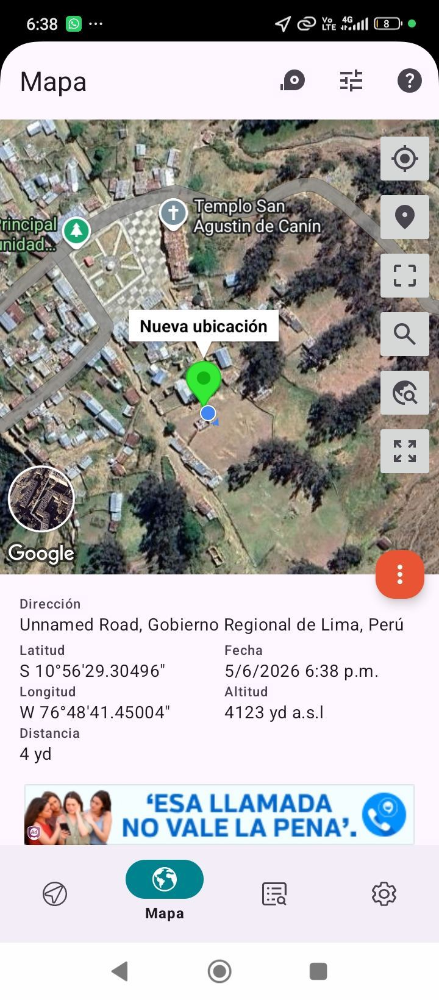 6:38
Vo
LTE
4G
8
Mapa
Templo San
Agustin de Canín
rincipal
unidad...
Nueva ubicación
Google
Dirección
Unnamed Road, Gobierno Regional de Lima, Perú
Latitud
S 10°56'29.30496"
Fecha
5/6/2026 6:38 p.m.
Longitud
W 76°48'41.45004"
Altitud
4123 yd a.s.l
Distancia
4 yd
Ad
‘ESA LLAMADA
NO VALE LA PENA’.
Mapa